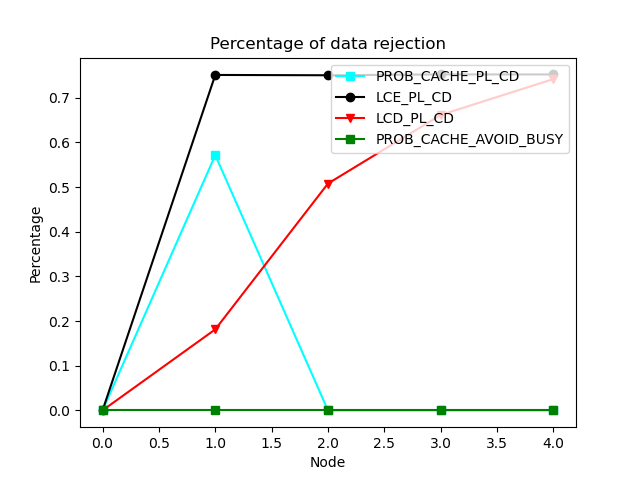 Percentage of data rejection
PROB_CACHE_PL_CD
LCE_PL_CD
LCD_PL_CD
PROB_CACHE_AVOID_BUSY
Percentage
0.7
0.6
0.5
0.4
0.3
0.2
0.1
0.0
0.0 0.5 1.0 1.5 2.0 2.5 3.0 3.5 4.0
Node